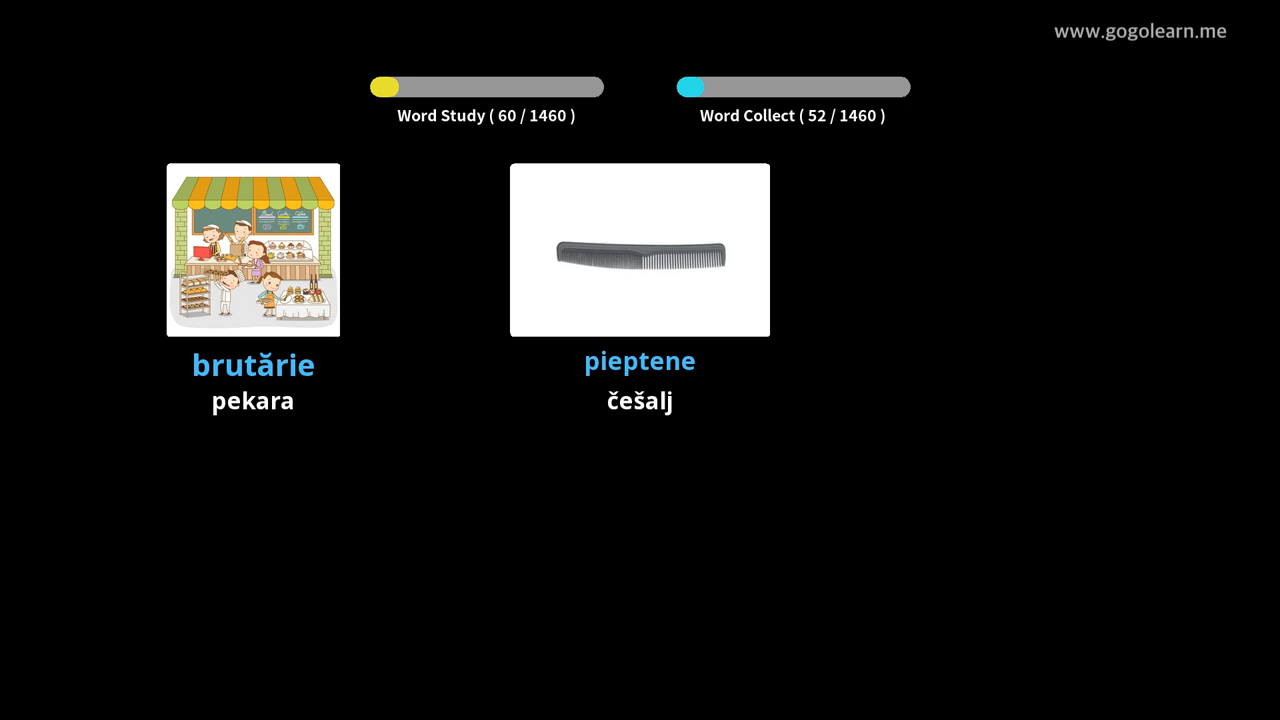 www.gogolearn.me
Word Study ( 60 / 1460 )
Word Collect ( 52 / 1460 )
brutărie
pekara
pieptene
češalj